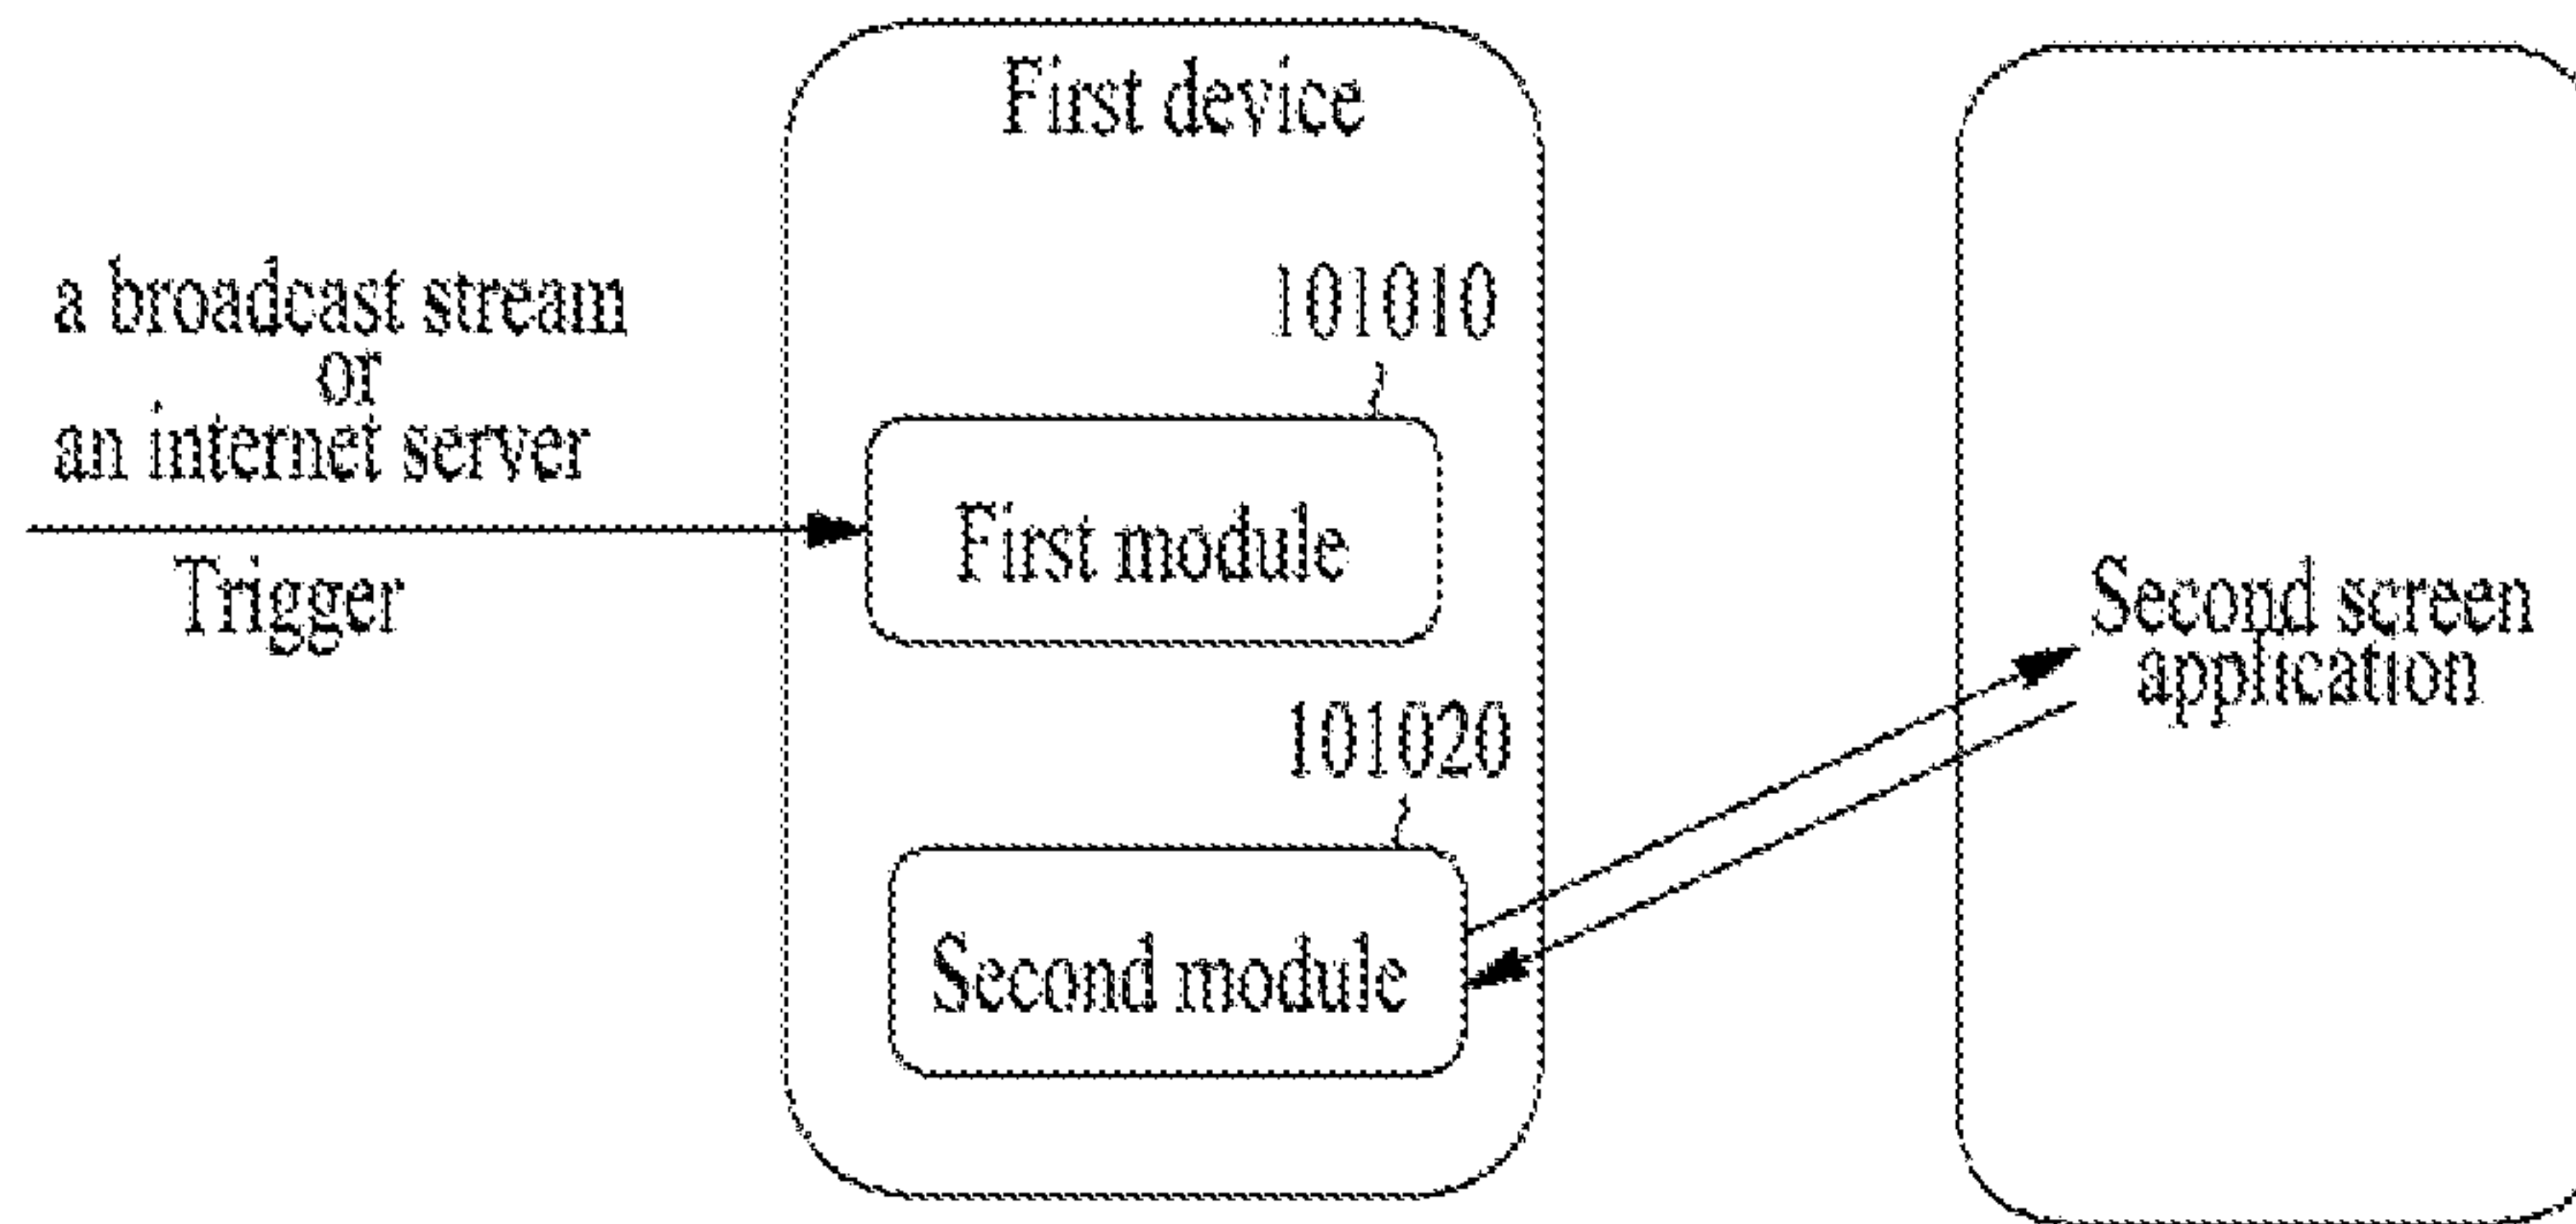 First device
a broadcast stream
or
an internet server
Trigger
101010
First module
101020
Second module
Second screen
application